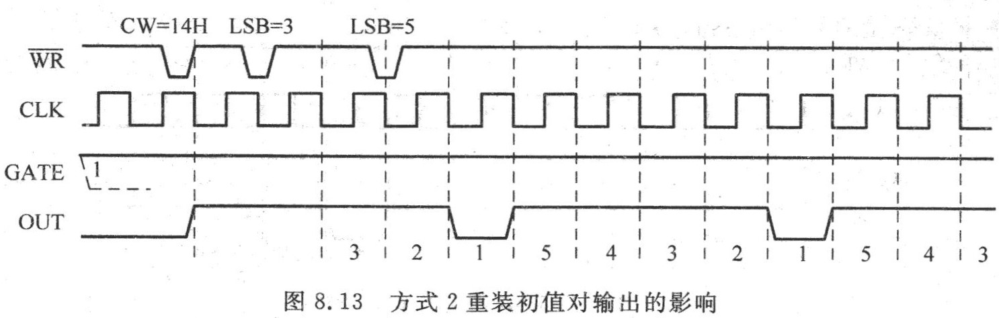 CW=14H LSB=3 LSB=5
WR
CLK
GATE 1
OUT
3 2 1 5 4 3 2 1 5 4 3
图 8.13 方式 2 重装初值对输出的影响